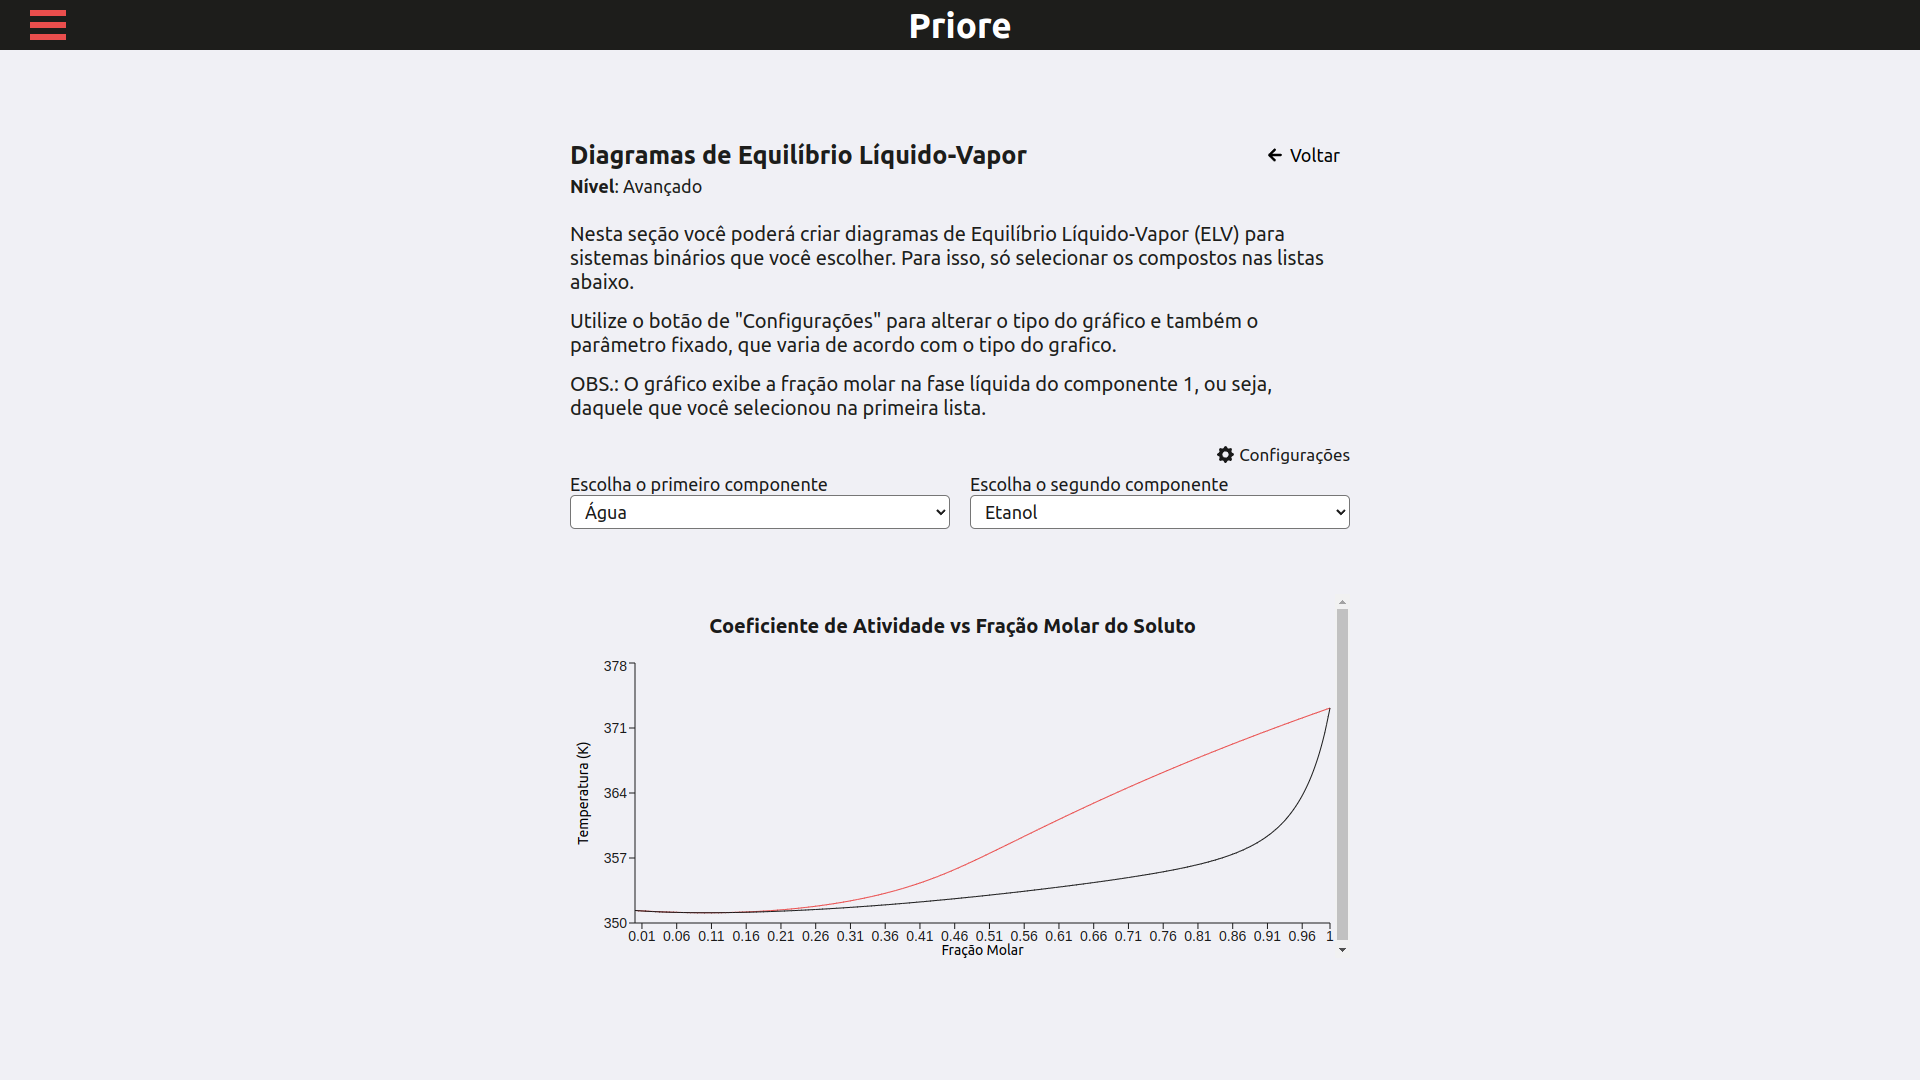 Priore
Diagramas de Equilíbrio Líquido-Vapor
Voltar
Nível: Avançado
Nesta seção você poderá criar diagramas de Equilíbrio Líquido-Vapor (ELV) para
sistemas binários que você escolher. Para isso, só selecionar os compostos nas listas
abaixo.
Utilize o botão de "Configurações" para alterar o tipo do gráfico e também o
parâmetro fixado, que varia de acordo com o tipo do grafico.
OBS.: O gráfico exibe a fração molar na fase líquida do componente 1, ou seja,
daquele que você selecionou na primeira lista.
Configurações
Escolha o primeiro componente
Água
Escolha o segundo componente
Etanol
Coeficiente de Atividade vs Fração Molar do Soluto
Temperatura (K)
378
371
364
357
350
0.01 0.06 0.11 0.16 0.21 0.26 0.31 0.36 0.41 0.46 0.51 0.56 0.61 0.66 0.71 0.76 0.81 0.86 0.91 0.96 1
Fração Molar